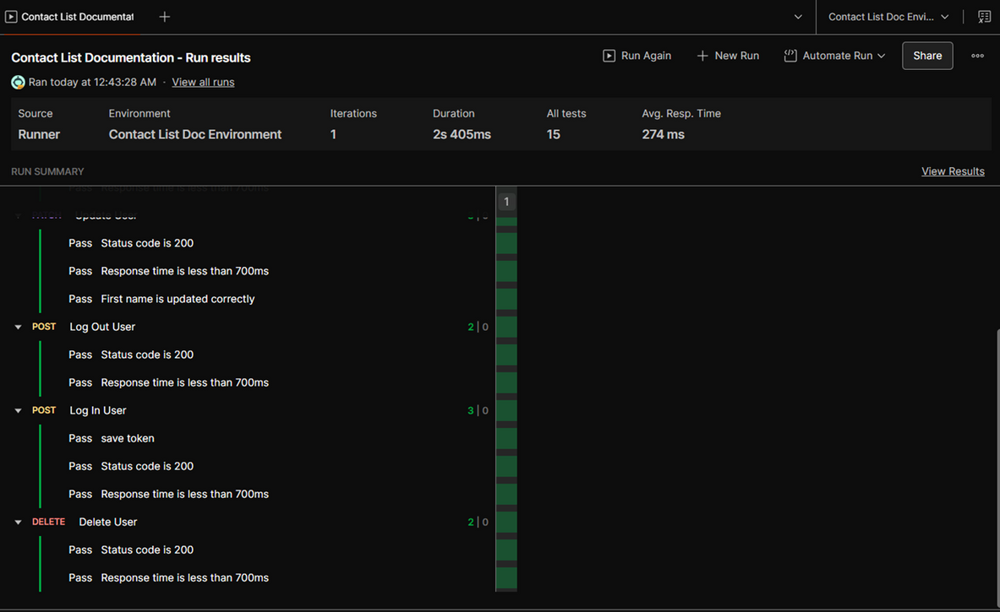 Contact List Documentat
Contact List Doc Envi...
Contact List Documentation - Run results
Run Again
New Run
Automate Run
Share
Ran today at 12:43:28 AM · View all runs
Source Environment Iterations Duration All tests Avg. Resp. Time
Runner Contact List Doc Environment 1 2s 405ms 15 274 ms
RUN SUMMARY View Results
Pass Response time is less than 700ms
1
PATCH Update User
Pass Status code is 200
Pass Response time is less than 700ms
Pass First name is updated correctly
POST Log Out User 2 | 0
Pass Status code is 200
Pass Response time is less than 700ms
POST Log In User 3 | 0
Pass save token
Pass Status code is 200
Pass Response time is less than 700ms
DELETE Delete User 2 | 0
Pass Status code is 200
Pass Response time is less than 700ms